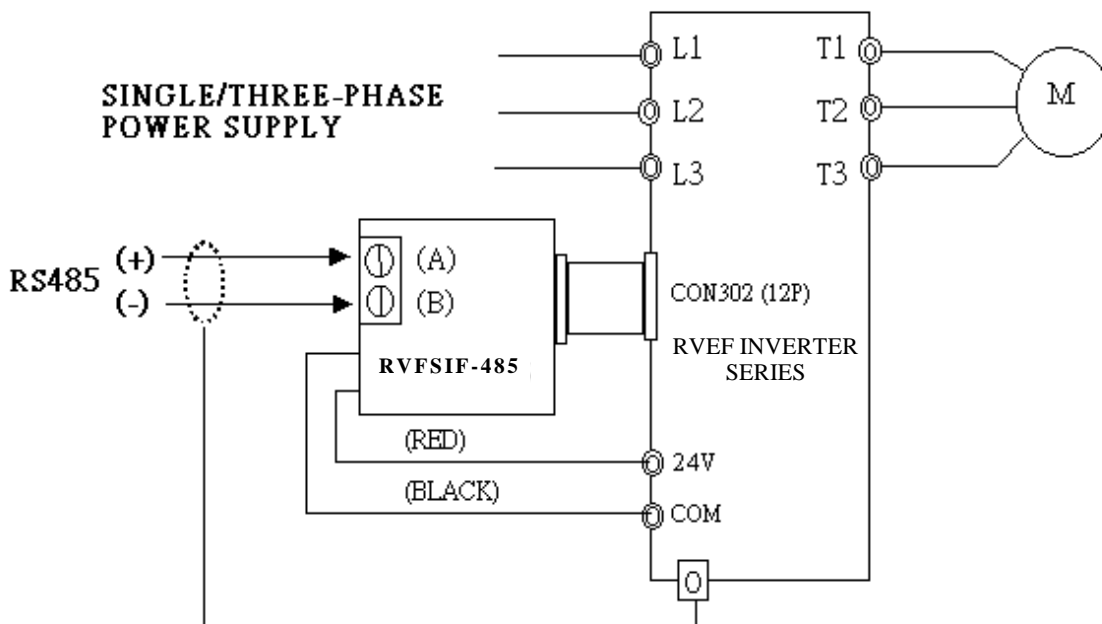 L1
T1
M
SINGLE/THREE-PHASE
POWER SUPPLY
L2
T2
L3
T3
RS485
(+)
(A)
(-)
(B)
CON302 (12P)
RVFSIF-485
RVEF INVERTER
SERIES
(RED)
24V
(BLACK)
COM